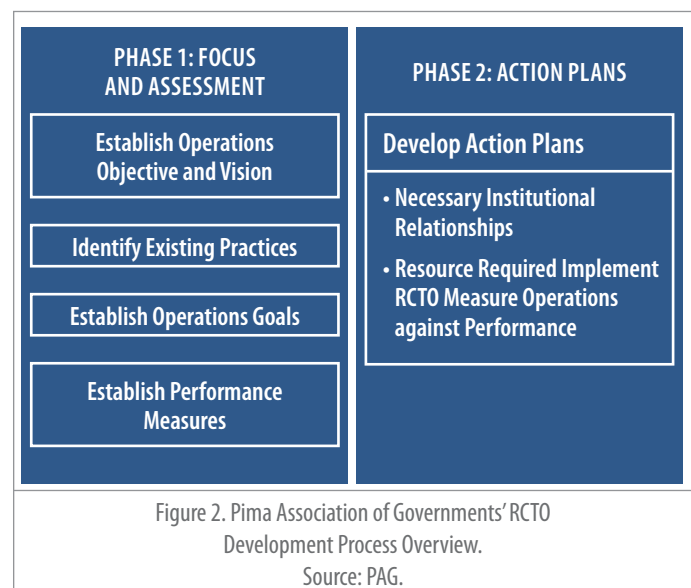 PHASE 1: FOCUS
AND ASSESSMENT
Establish Operations
Objective and Vision
Identify Existing Practices
Establish Operations Goals
Establish Performance
Measures
PHASE 2: ACTION PLANS
Develop Action Plans
• Necessary Institutional
Relationships
• Resource Required Implement
RCTO Measure Operations
against Performance
Figure 2. Pima Association of Governments’ RCTO
Development Process Overview.
Source: PAG.